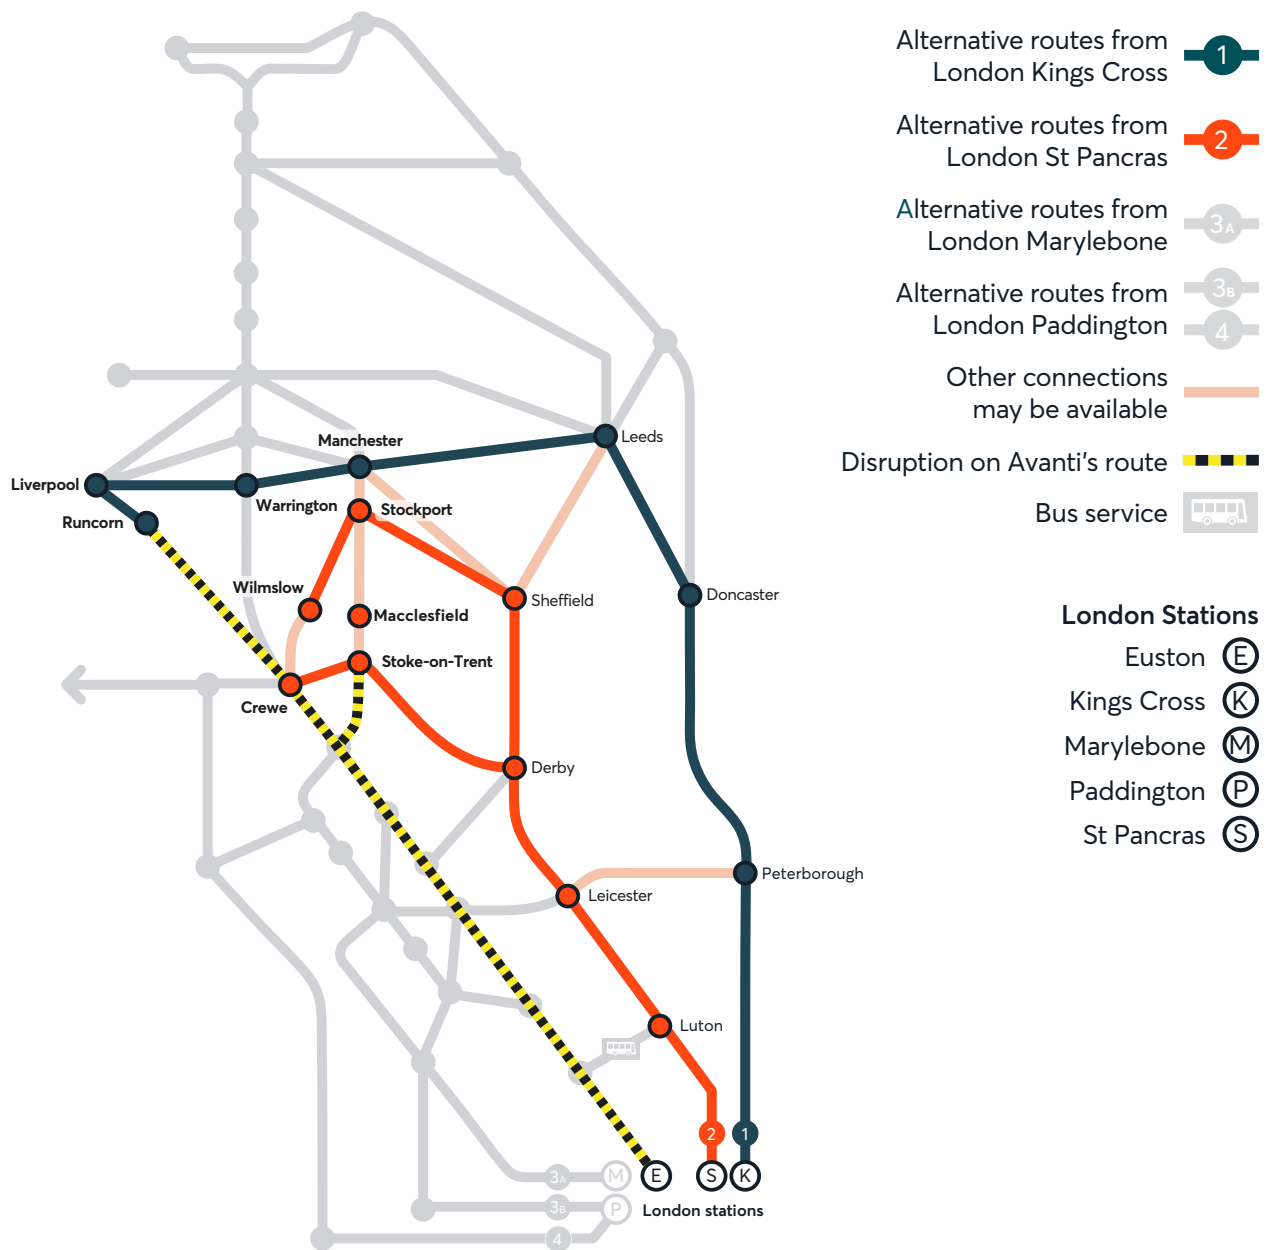 Alternative routes from
London Kings Cross
1
Alternative routes from
London St Pancras
2
Alternative routes from
London Marylebone
3A
Alternative routes from
London Paddington
3B
4
Other connections
may be available
Disruption on Avanti's route
Bus service
London Stations
Euston E
Kings Cross K
Marylebone M
Paddington P
St Pancras S
Manchester
Leeds
Liverpool
Warrington
Stockport
Runcorn
Wilmslow
Sheffield
Doncaster
Macclesfield
Stoke-on-Trent
Crewe
Derby
Peterborough
Leicester
Luton
2
1
3A
M
E
S
K
3B
P
London stations
4